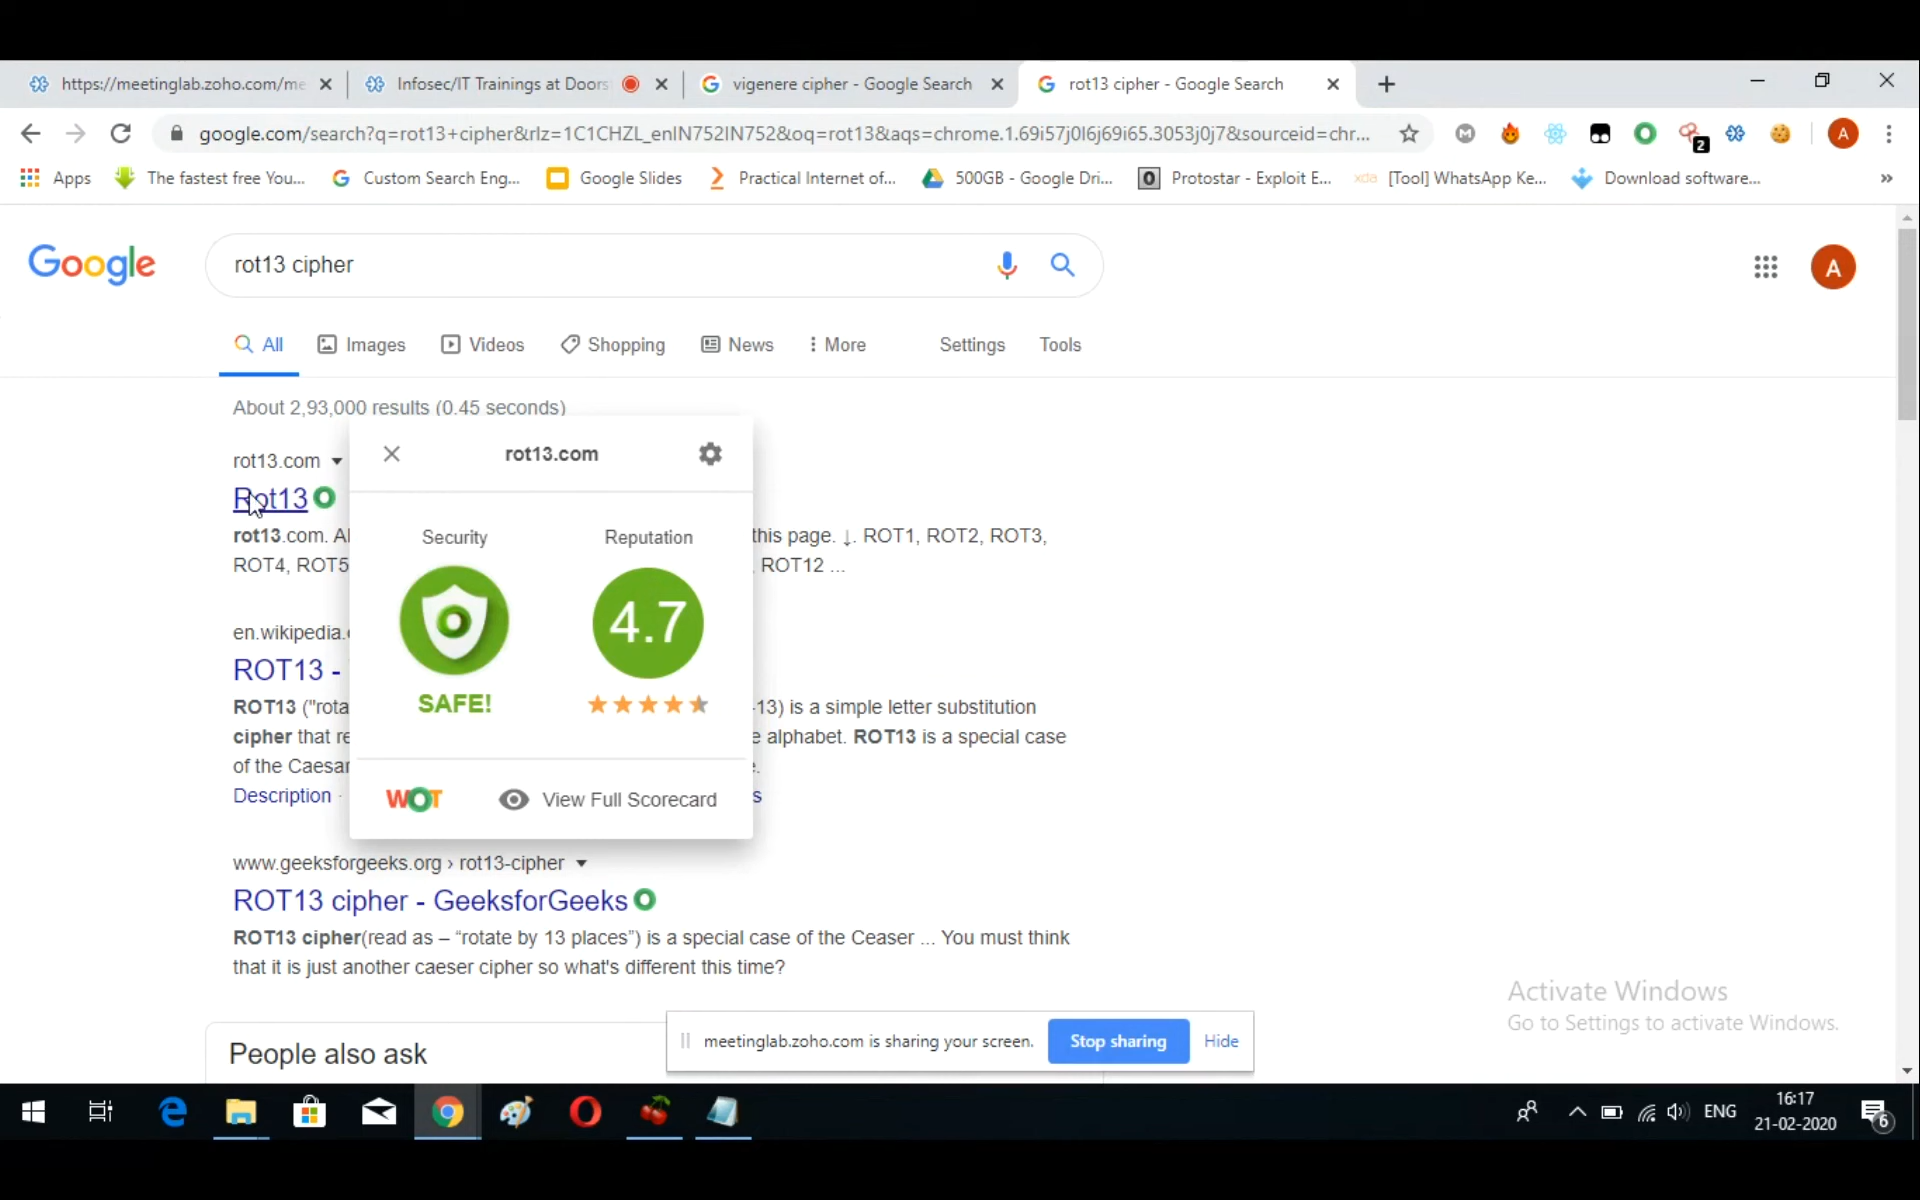 https://meetinglab.zoho.com/me
Infosec/IT Trainings at Doors
vigenere cipher - Google Search
rot13 cipher - Google Search
google.com/search?q=rot13+cipher&rlz=1C1CHZL_enIN752IN752&oq=rot13&aqs=chrome.1.69i57j0l6j69i65.3053j0j7&sourceid=chr...
2
A
Apps
The fastest free You...
Custom Search Eng...
Google Slides
Practical Internet of...
500GB - Google Dri...
Protostar - Exploit E...
xda
[Tool] WhatsApp Ke...
Download software...
Google
rot13 cipher
A
All
Images
Videos
Shopping
News
More
Settings
Tools
About 2,93,000 results (0.45 seconds)
rot13.com
Rot13
rot13.com.
this page. ↓. ROT1, ROT2, ROT3,
ROT4, ROT5
ROT12 ...
rot13.com
Security
Reputation
4.7
SAFE!
WOT
View Full Scorecard
en.wikipedia.
ROT13 -
ROT13 ("rota
-13) is a simple letter substitution
cipher that re
e alphabet. ROT13 is a special case
of the Caesar
Description
s
www.geeksforgeeks.org › rot13-cipher
ROT13 cipher - GeeksforGeeks
ROT13 cipher(read as – “rotate by 13 places”) is a special case of the Ceaser ... You must think
that it is just another caeser cipher so what's different this time?
People also ask
meetinglab.zoho.com is sharing your screen.
Stop sharing
Hide
Activate Windows
Go to Settings to activate Windows.
ENG
16:17
21-02-2020
6